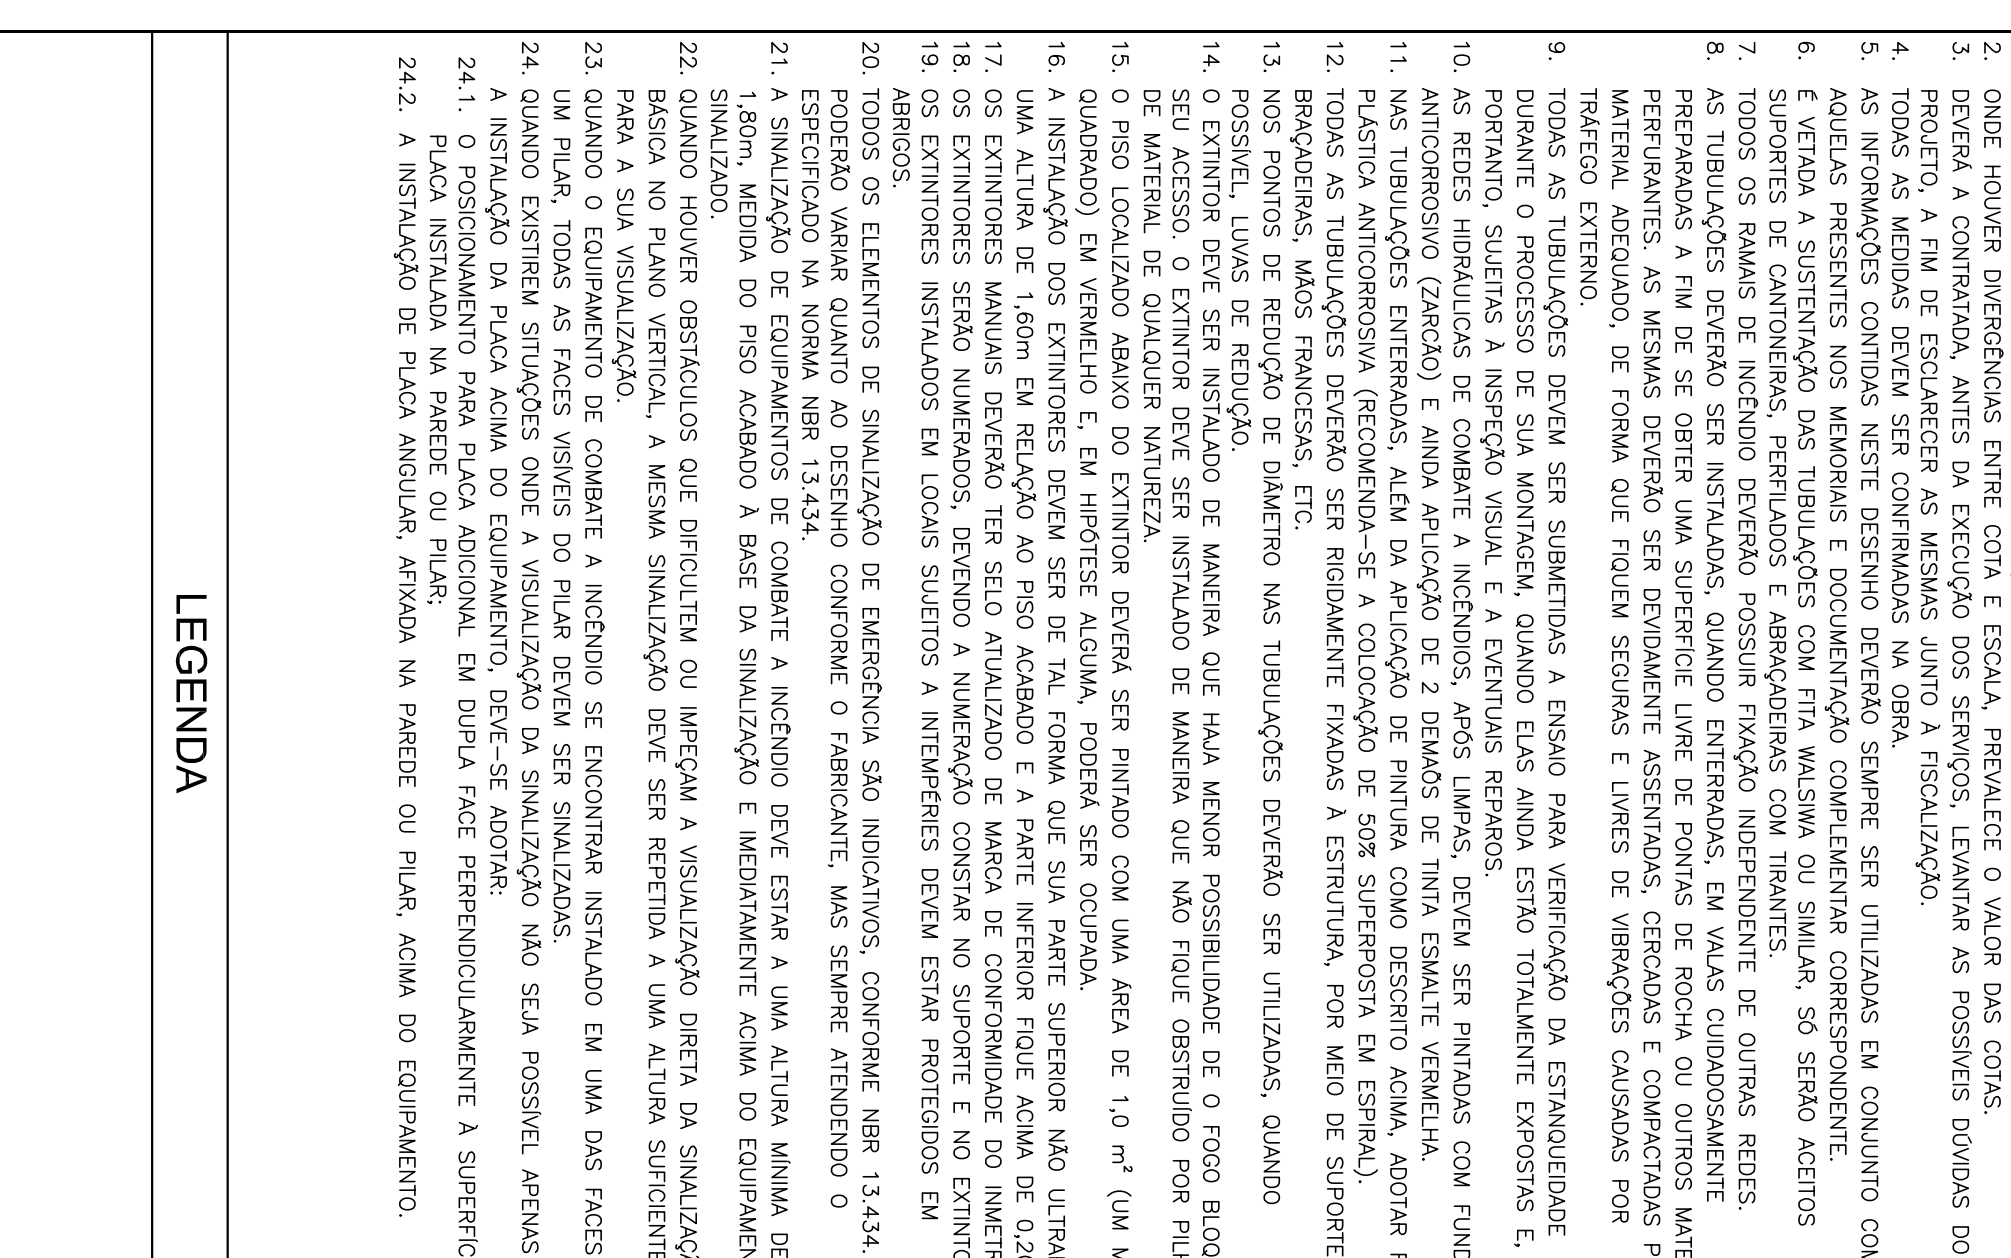 2. ONDE HOUVER DIVERGÊNCIAS ENTRE COTA E ESCALA, PREVALECE O VALOR DAS COTAS.
3. DEVERÁ A CONTRATADA, ANTES DA EXECUÇÃO DOS SERVIÇOS, LEVANTAR AS POSSÍVEIS DÚVIDAS DO
PROJETO, A FIM DE ESCLARECER AS MESMAS JUNTO À FISCALIZAÇÃO.
4. TODAS AS MEDIDAS DEVEM SER CONFIRMADAS NA OBRA.
5. AS INFORMAÇÕES CONTIDAS NESTE DESENHO DEVERÃO SEMPRE SER UTILIZADAS EM CONJUNTO COM
AQUELAS PRESENTES NOS MEMORIAIS E DOCUMENTAÇÃO COMPLEMENTAR CORRESPONDENTE.
6. É VETADA A SUSTENTAÇÃO DAS TUBULAÇÕES COM FITA WALSIWA OU SIMILAR, SÓ SERÃO ACEITOS
SUPORTES DE CANTONEIRAS, PERFILADOS E ABRAÇADEIRAS COM TIRANTES.
7. TODOS OS RAMAIS DE INCÊNDIO DEVERÃO POSSUIR FIXAÇÃO INDEPENDENTE DE OUTRAS REDES.
8. AS TUBULAÇÕES DEVERÃO SER INSTALADAS, QUANDO ENTERRADAS, EM VALAS CUIDADOSAMENTE
PREPARADAS A FIM DE SE OBTER UMA SUPERFÍCIE LIVRE DE PONTAS DE ROCHA OU OUTROS MATE
PERFURANTES. AS MESMAS DEVERÃO SER DEVIDAMENTE ASSENTADAS, CERCADAS E COMPACTADAS P
MATERIAL ADEQUADO, DE FORMA QUE FIQUEM SEGURAS E LIVRES DE VIBRAÇÕES CAUSADAS POR
TRÁFEGO EXTERNO.
9. TODAS AS TUBULAÇÕES DEVEM SER SUBMETIDAS A ENSAIO PARA VERIFICAÇÃO DA ESTANQUEIDADE
DURANTE O PROCESSO DE SUA MONTAGEM, QUANDO ELAS AINDA ESTÃO TOTALMENTE EXPOSTAS E,
PORTANTO, SUJEITAS À INSPEÇÃO VISUAL E A EVENTUAIS REPAROS.
10. AS REDES HIDRÁULICAS DE COMBATE A INCÊNDIOS, APÓS LIMPAS, DEVEM SER PINTADAS COM FUND
ANTICORROSIVO (ZARCÃO) E AINDA APLICAÇÃO DE 2 DEMAÕS DE TINTA ESMALTE VERMELHA.
11. NAS TUBULAÇÕES ENTERRADAS, ALÉM DA APLICAÇÃO DE PINTURA COMO DESCRITO ACIMA, ADOTAR F
PLÁSTICA ANTICORROSIVA (RECOMENDA-SE A COLOCAÇÃO DE 50% SUPERPOSTA EM ESPIRAL).
12. TODAS AS TUBULAÇÕES DEVERÃO SER RIGIDAMENTE FIXADAS À ESTRUTURA, POR MEIO DE SUPORTE
BRAÇADEIRAS, MÃOS FRANCESAS, ETC.
13. NOS PONTOS DE REDUÇÃO DE DIÂMETRO NAS TUBULAÇÕES DEVERÃO SER UTILIZADAS, QUANDO
POSSÍVEL, LUVAS DE REDUÇÃO.
14. O EXTINTOR DEVE SER INSTALADO DE MANEIRA QUE HAJA MENOR POSSIBILIDADE DE O FOGO BLOQ
SEU ACESSO. O EXTINTOR DEVE SER INSTALADO DE MANEIRA QUE NÃO FIQUE OBSTRUÍDO POR PILH
DE MATERIAL DE QUALQUER NATUREZA.
15. O PISO LOCALIZADO ABAIXO DO EXTINTOR DEVERÁ SER PINTADO COM UMA ÁREA DE 1,0 m² (UM M
QUADRADO) EM VERMELHO E, EM HIPÓTESE ALGUMA, PODERÁ SER OCUPADA.
16. A INSTALAÇÃO DOS EXTINTORES DEVEM SER DE TAL FORMA QUE SUA PARTE SUPERIOR NÃO ULTRA
UMA ALTURA DE 1,60m EM RELAÇÃO AO PISO ACABADO E A PARTE INFERIOR FIQUE ACIMA DE 0,20
17. OS EXTINTORES MANUAIS DEVERÃO TER SELO ATUALIZADO DE MARCA DE CONFORMIDADE DO INMETR
18. OS EXTINTORES SERÃO NUMERADOS, DEVENDO A NUMERAÇÃO CONSTAR NO SUPORTE E NO EXTINTO
19. OS EXTINTORES INSTALADOS EM LOCAIS SUJEITOS A INTEMPÉRIES DEVEM ESTAR PROTEGIDOS EM
ABRIGOS.
20. TODOS OS ELEMENTOS DE SINALIZAÇÃO DE EMERGÊNCIA SÃO INDICATIVOS, CONFORME NBR 13.434.
PODERÃO VARIAR QUANTO AO DESENHO CONFORME O FABRICANTE, MAS SEMPRE ATENDENDO O
ESPECIFICADO NA NORMA NBR 13.434.
21. A SINALIZAÇÃO DE EQUIPAMENTOS DE COMBATE A INCÊNDIO DEVE ESTAR A UMA ALTURA MÍNIMA DE
1,80m, MEDIDA DO PISO ACABADO À BASE DA SINALIZAÇÃO E IMEDIATAMENTE ACIMA DO EQUIPAMEN
SINALIZADO.
22. QUANDO HOUVER OBSTÁCULOS QUE DIFICULTEM OU IMPEÇAM A VISUALIZAÇÃO DIRETA DA SINALIZAÇÃ
BÁSICA NO PLANO VERTICAL, A MESMA SINALIZAÇÃO DEVE SER REPETIDA A UMA ALTURA SUFICIENTE
PARA A SUA VISUALIZAÇÃO.
23. QUANDO O EQUIPAMENTO DE COMBATE A INCÊNDIO SE ENCONTRAR INSTALADO EM UMA DAS FACES
UM PILAR, TODAS AS FACES VISÍVEIS DO PILAR DEVEM SER SINALIZADAS.
24. QUANDO EXISTIREM SITUAÇÕES ONDE A VISUALIZAÇÃO DA SINALIZAÇÃO NÃO SEJA POSSÍVEL APENAS
A INSTALAÇÃO DA PLACA ACIMA DO EQUIPAMENTO, DEVE-SE ADOTAR:
24.1. O POSICIONAMENTO PARA PLACA ADICIONAL EM DUPLA FACE PERPENDICULARMENTE À SUPERFÍC
PLACA INSTALADA NA PAREDE OU PILAR;
24.2. A INSTALAÇÃO DE PLACA ANGULAR, AFIXADA NA PAREDE OU PILAR, ACIMA DO EQUIPAMENTO.
LEGENDA